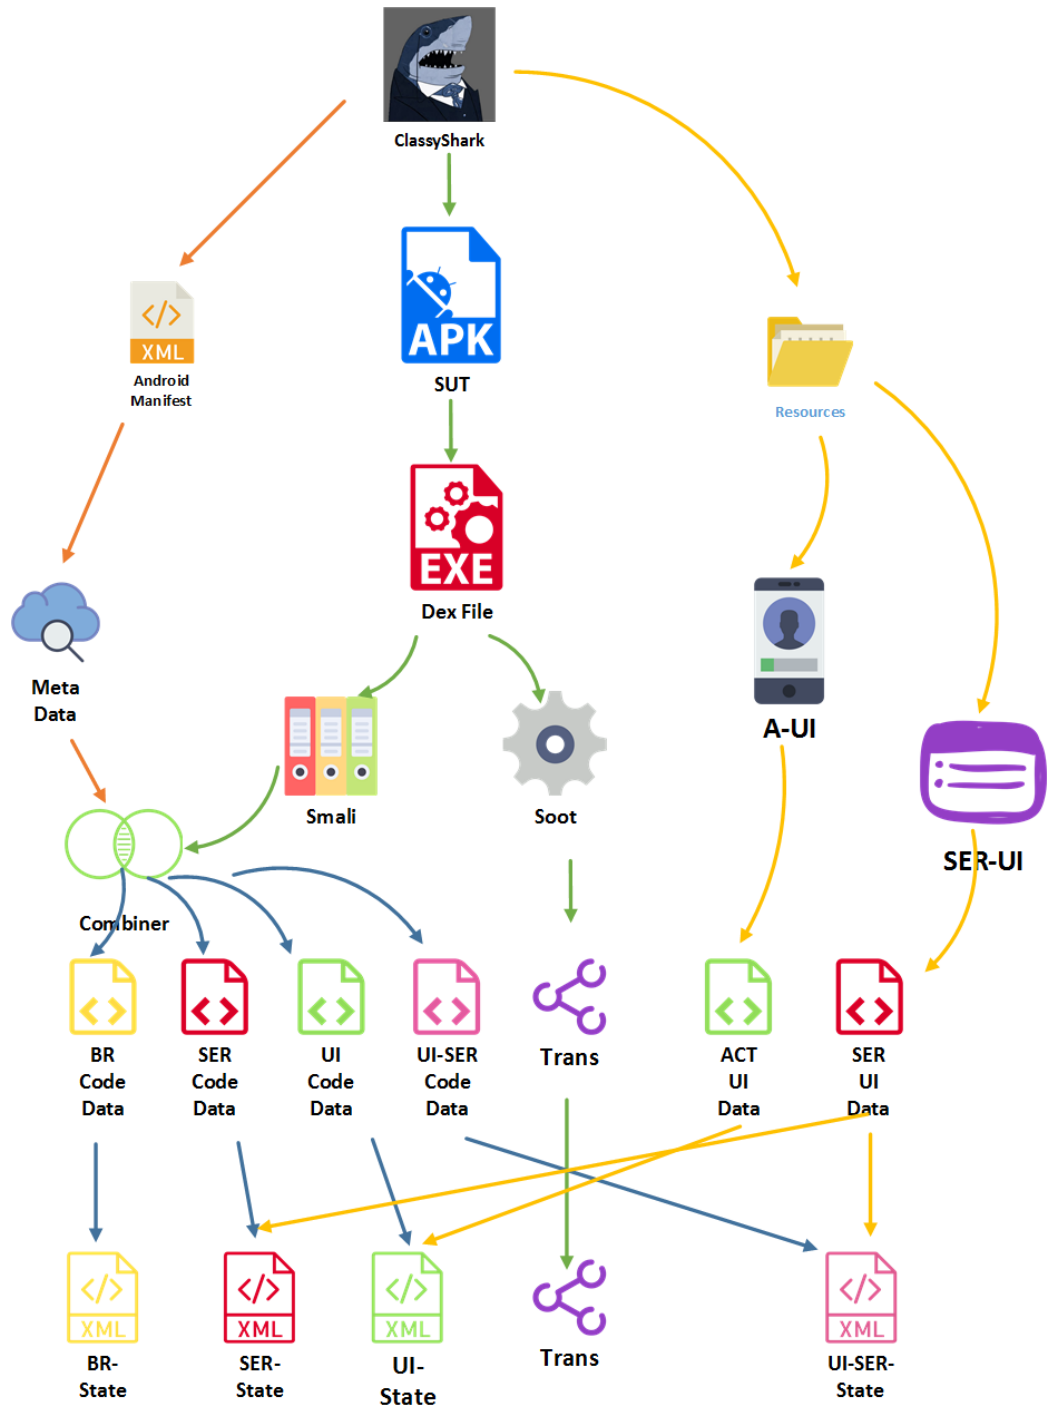 ClassyShark
APK
SUT
XML
Android
Manifest
Resources
EXE
Dex File
Meta
Data
A-UI
Smali
Soot
SER-UI
Combiner
BR
Code
Data
SER
Code
Data
UI
Code
Data
UI-SER
Code
Data
Trans
ACT
UI
Data
SER
UI
Data
XML
BR-
State
XML
SER-
State
XML
UI-
State
Trans
XML
UI-SER-
State